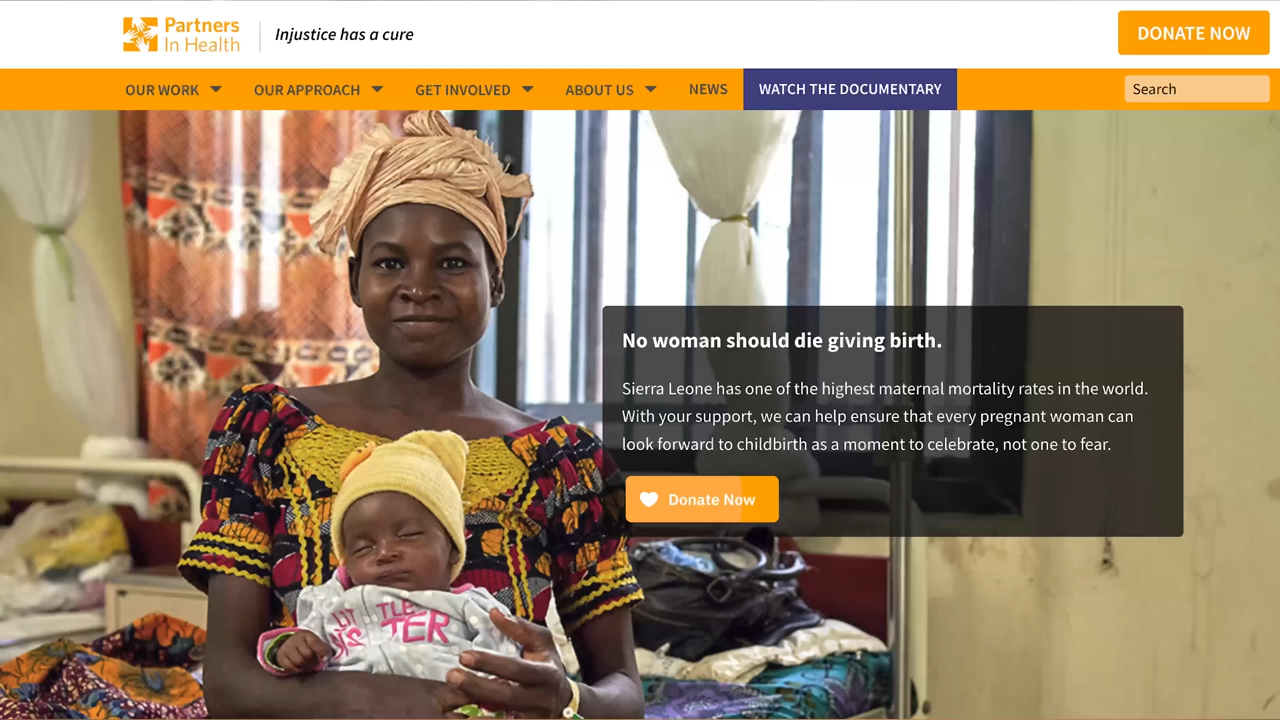 Partners
In Health
Injustice has a cure
DONATE NOW
OUR WORK
OUR APPROACH
GET INVOLVED
ABOUT US
NEWS
WATCH THE DOCUMENTARY
Search
No woman should die giving birth.
Sierra Leone has one of the highest maternal mortality rates in the world.
With your support, we can help ensure that every pregnant woman can
look forward to childbirth as a moment to celebrate, not one to fear.
Donate Now